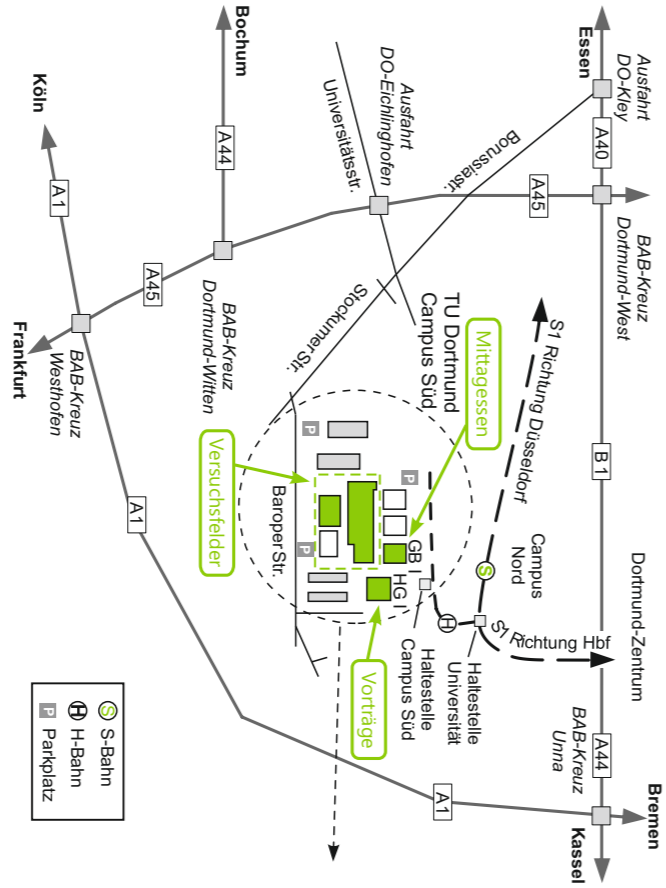 Ausfahrt
DO-Kley
BAB-Kreuz
Dortmund-West
Dortmund-Zentrum
Bremen
Essen
A40
B1
A44
Kassel
BAB-Kreuz
Unna
A45
S1 Richtung Düsseldorf
S1 Richtung Hbf
Campus
Nord
S
H
Borussiastr.
Mittagessen
Haltestelle
Universität
TU Dortmund
Campus Süd
Haltestelle
Campus Süd
A1
Ausfahrt
DO-Eichlinghofen
Universitätsstr.
P
GB I
HG I
Vorträge
Stockumer Str.
P
P
Baroper Str.
Bochum
A44
BAB-Kreuz
Dortmund-Witten
Versuchsfelder
A45
A1
Köln
A1
BAB-Kreuz
Westhofen
Frankfurt
S S-Bahn
H H-Bahn
P Parkplatz